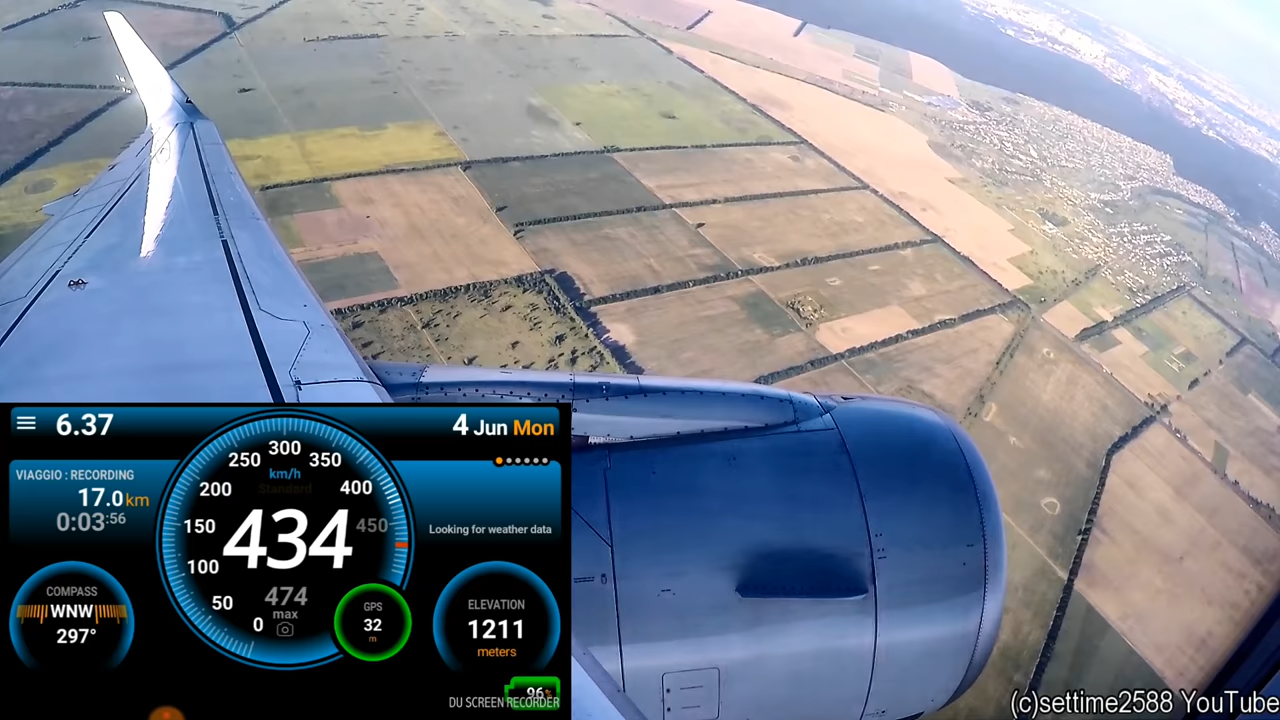 6.37
4 Jun Mon
VIAGGIO : RECORDING
17.0 km
0:03:56
0
50
100
150
200
250
300
350
400
450
km/h
Standard
434
474
max
Looking for weather data
COMPASS
WNW
297°
GPS
32
m
ELEVATION
1211
meters
96%
DU SCREEN RECORDER
(c)settime2588 YouTube